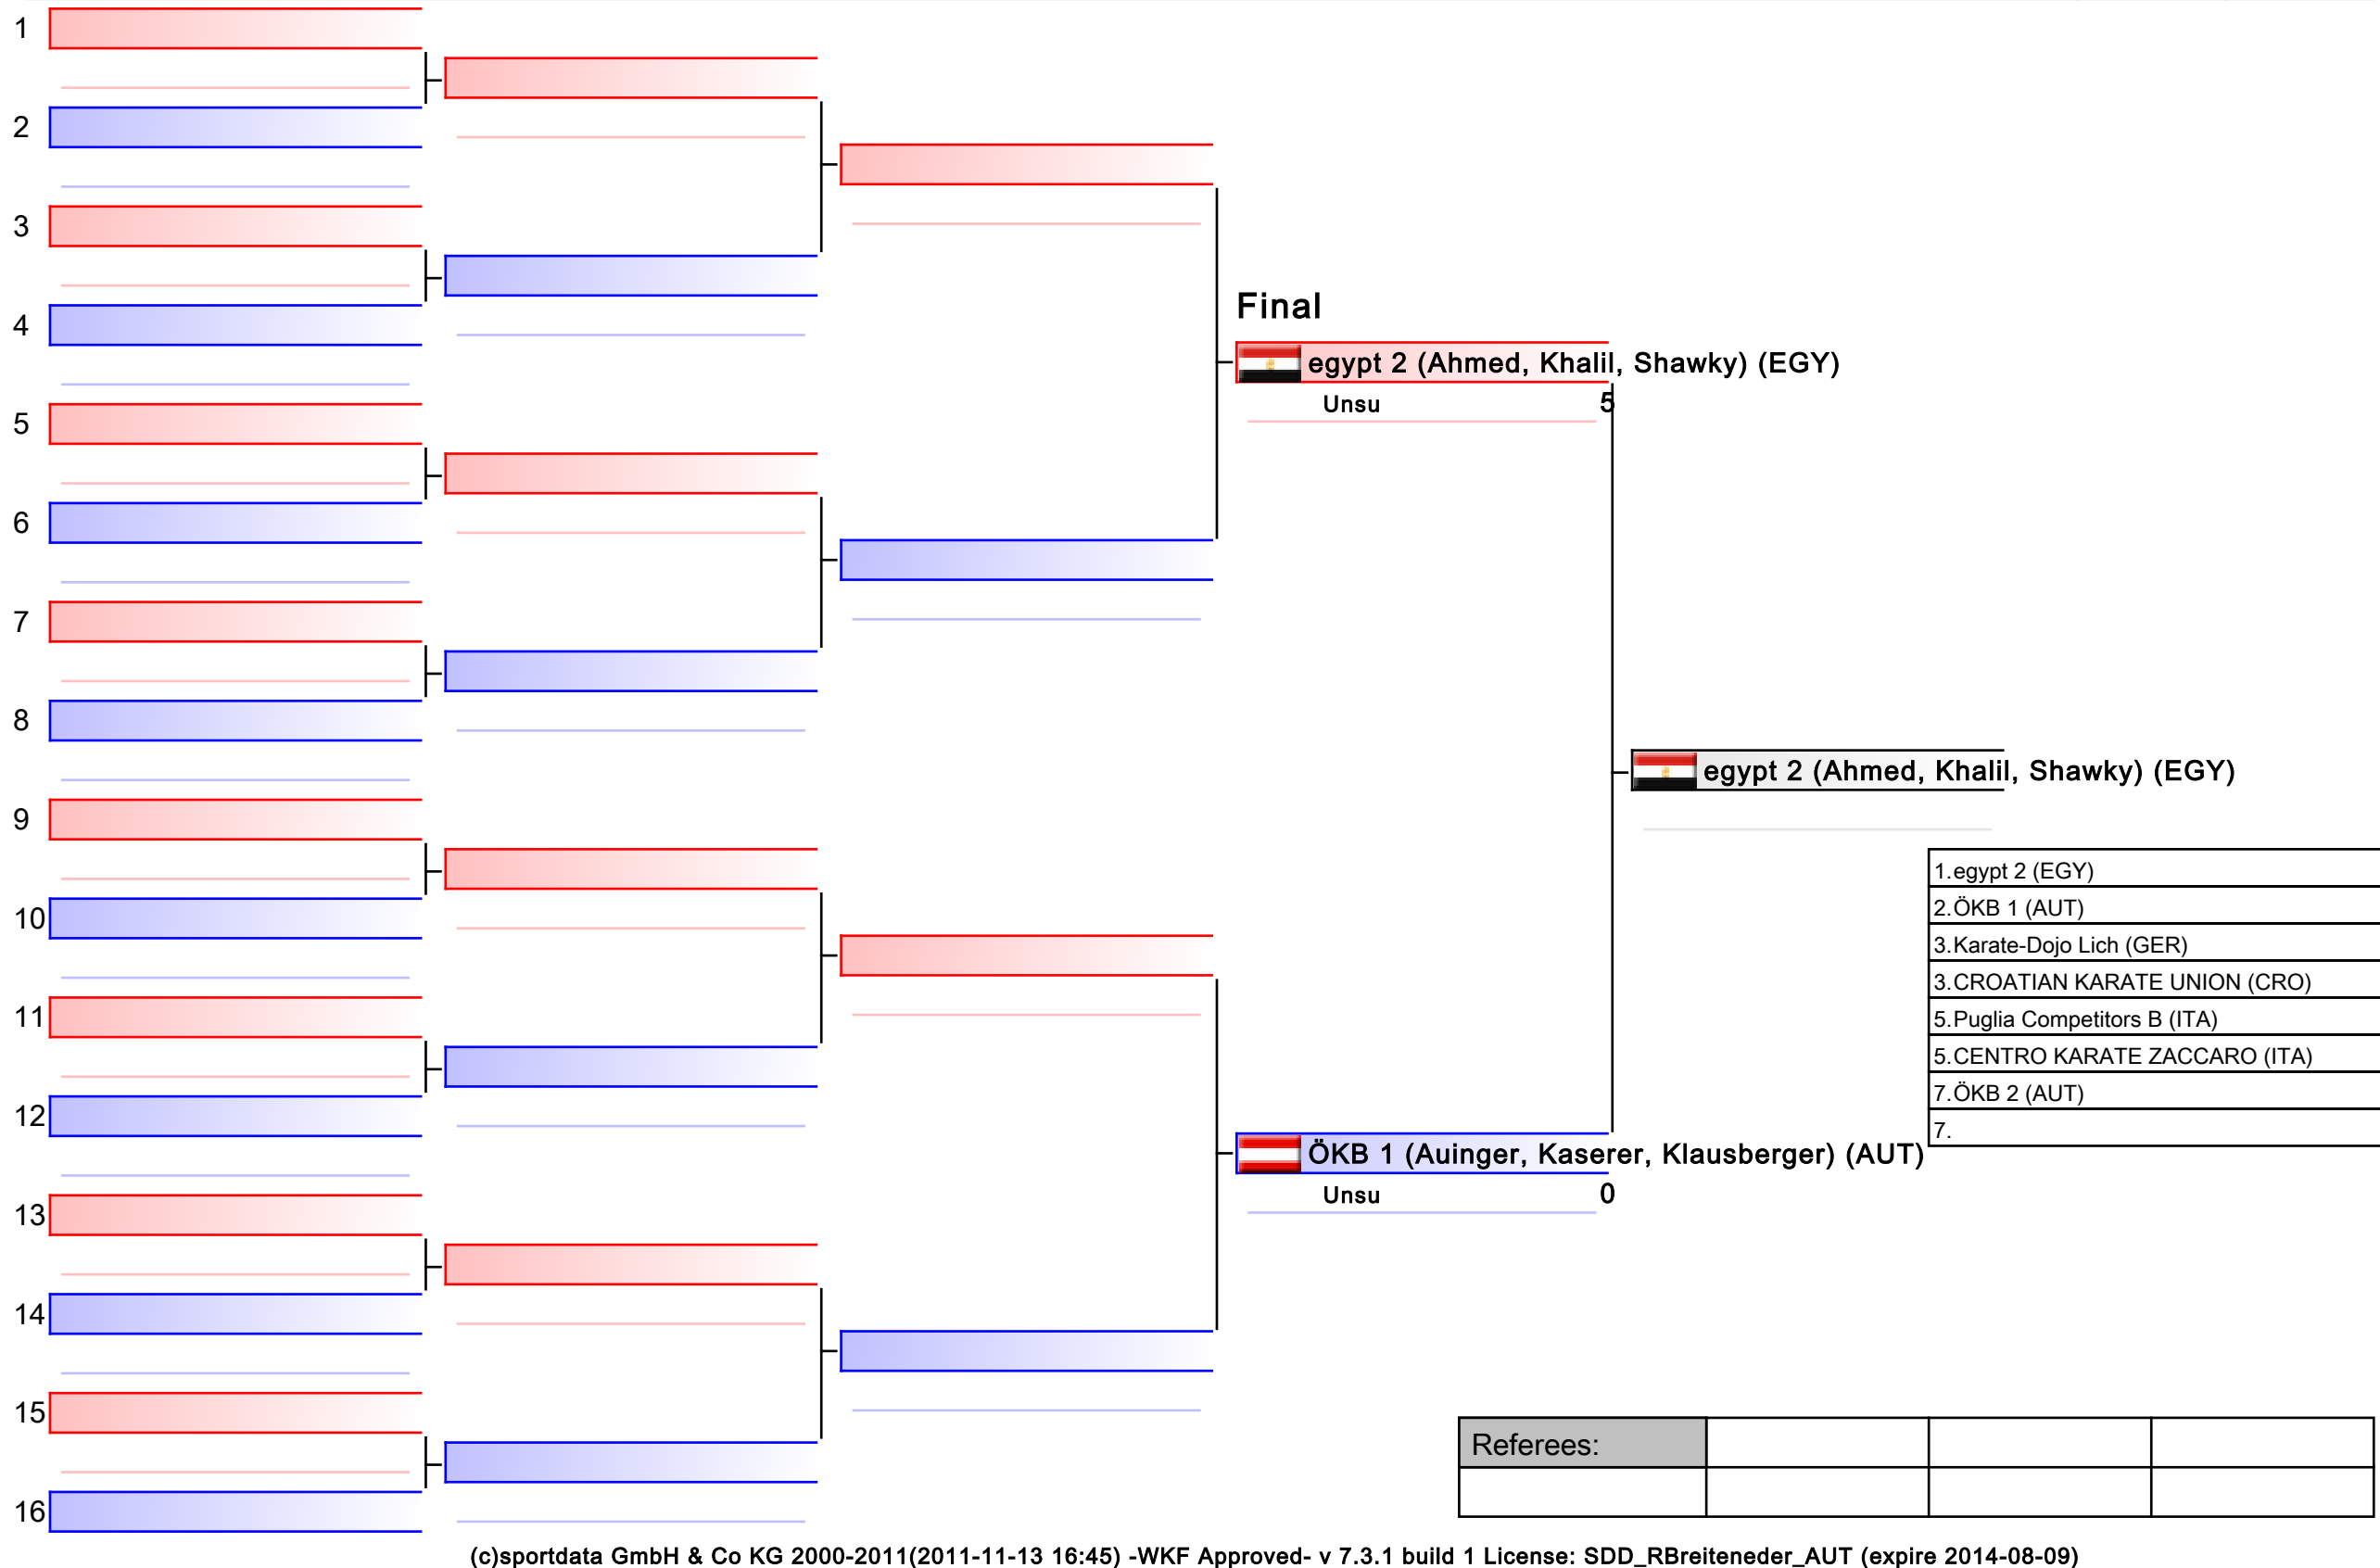 1
2
3
4
Final
egypt 2 (Ahmed, Khalil, Shawky) (EGY)
Unsu 5
5
6
7
8
egypt 2 (Ahmed, Khalil, Shawky) (EGY)
9
1.egypt 2 (EGY)
10
2.ÖKB 1 (AUT)
3.Karate-Dojo Lich (GER)
3.CROATIAN KARATE UNION (CRO)
11
5.Puglia Competitors B (ITA)
5.CENTRO KARATE ZACCARO (ITA)
7.ÖKB 2 (AUT)
12
7.
ÖKB 1 (Auinger, Kaserer, Klausberger) (AUT)
Unsu 0
13
14
15
Referees:
16
(c)sportdata GmbH & Co KG 2000-2011(2011-11-13 16:45) -WKF Approved- v 7.3.1 build 1 License: SDD_RBreiteneder_AUT (expire 2014-08-09)